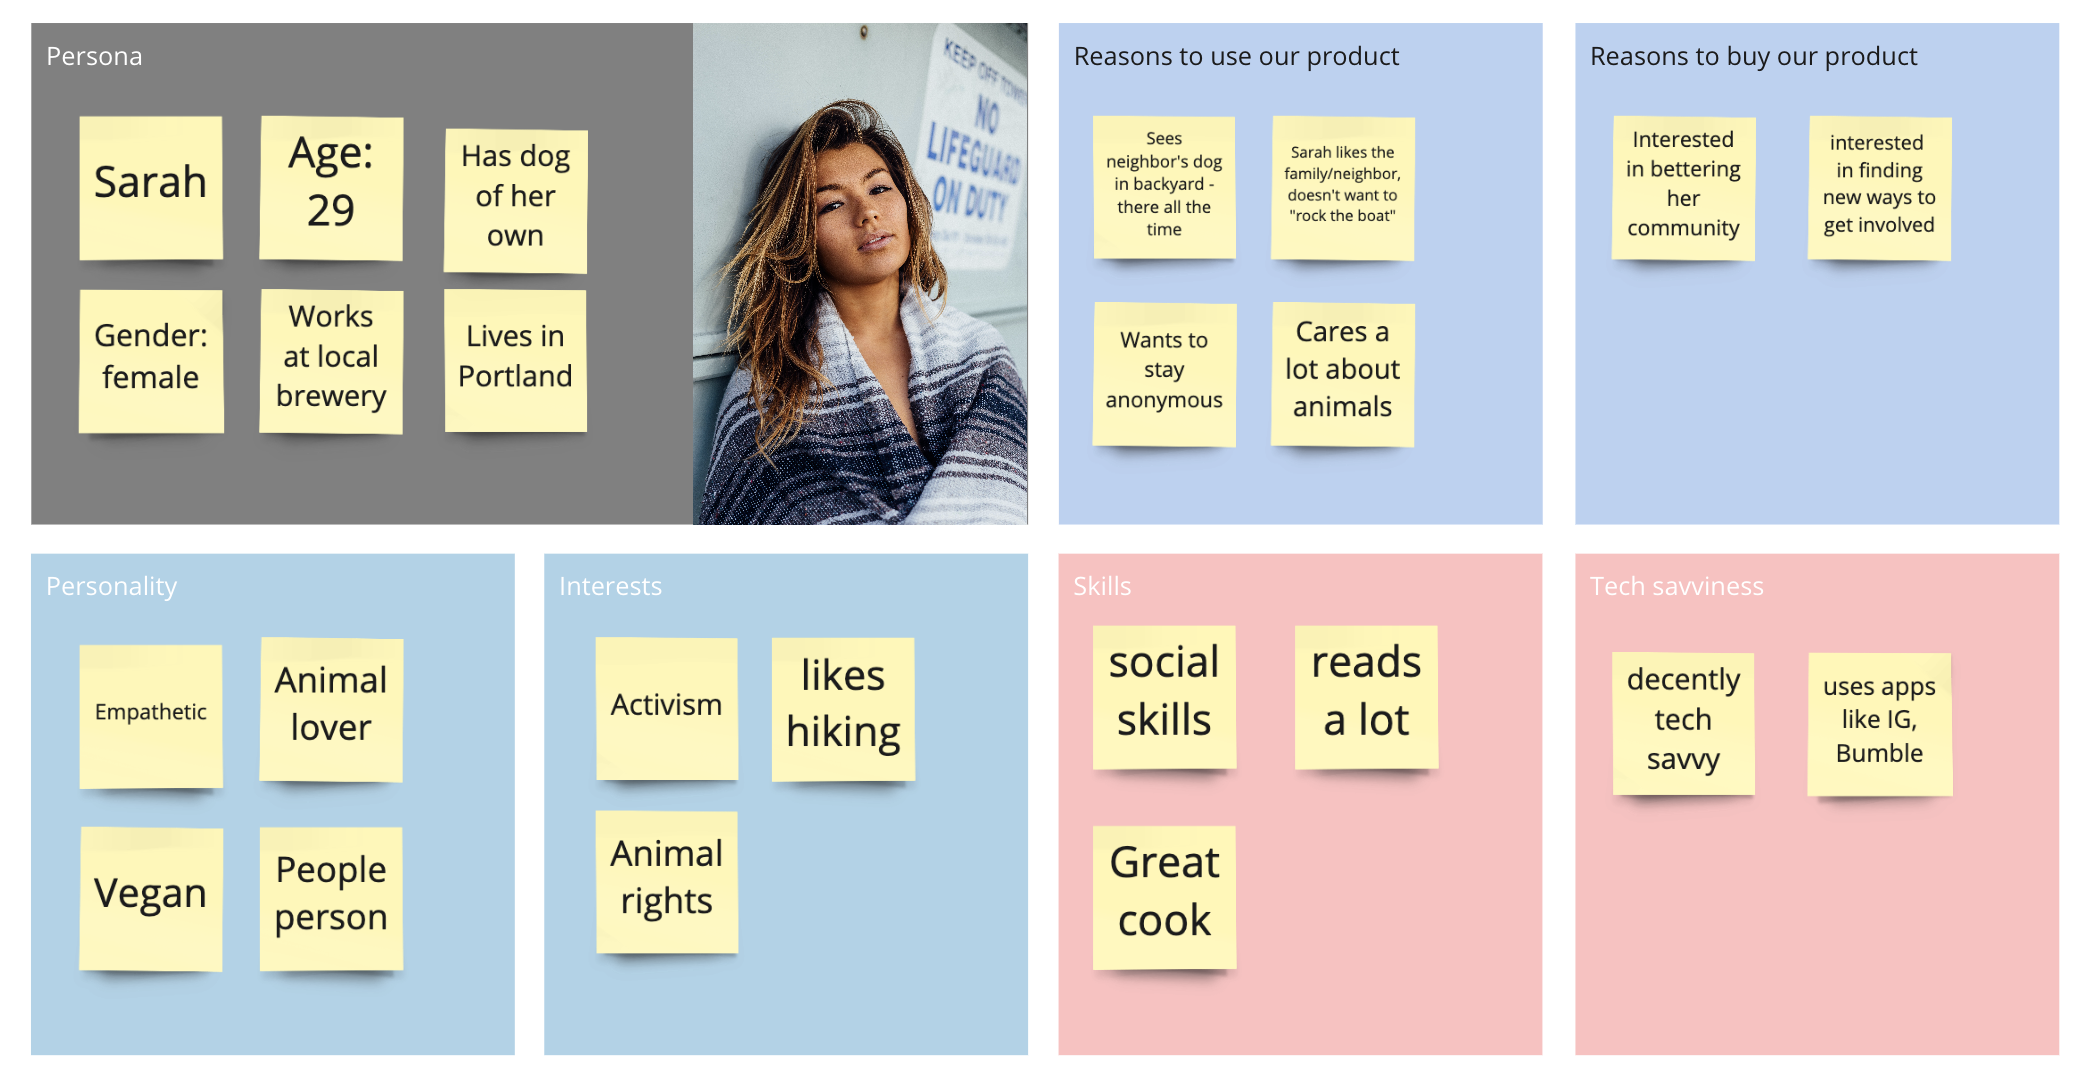 Persona
Sarah
Age:
29
Has dog
of her
own
Gender:
female
Works
at local
brewery
Lives in
Portland
KEEP OFF TOWER
NO
LIFEGUARD
ON DUTY
Reasons to use our product
Sees
neighbor's dog
in backyard -
there all the
time
Sarah likes the
family/neighbor,
doesn't want to
"rock the boat"
Wants to
stay
anonymous
Cares a
lot about
animals
Reasons to buy our product
Interested
in bettering
her
community
interested
in finding
new ways to
get involved
Personality
Empathetic
Animal
lover
Vegan
People
person
Interests
Activism
likes
hiking
Animal
rights
Skills
social
skills
reads
a lot
Great
cook
Tech savviness
decently
tech
savvy
uses apps
like IG,
Bumble